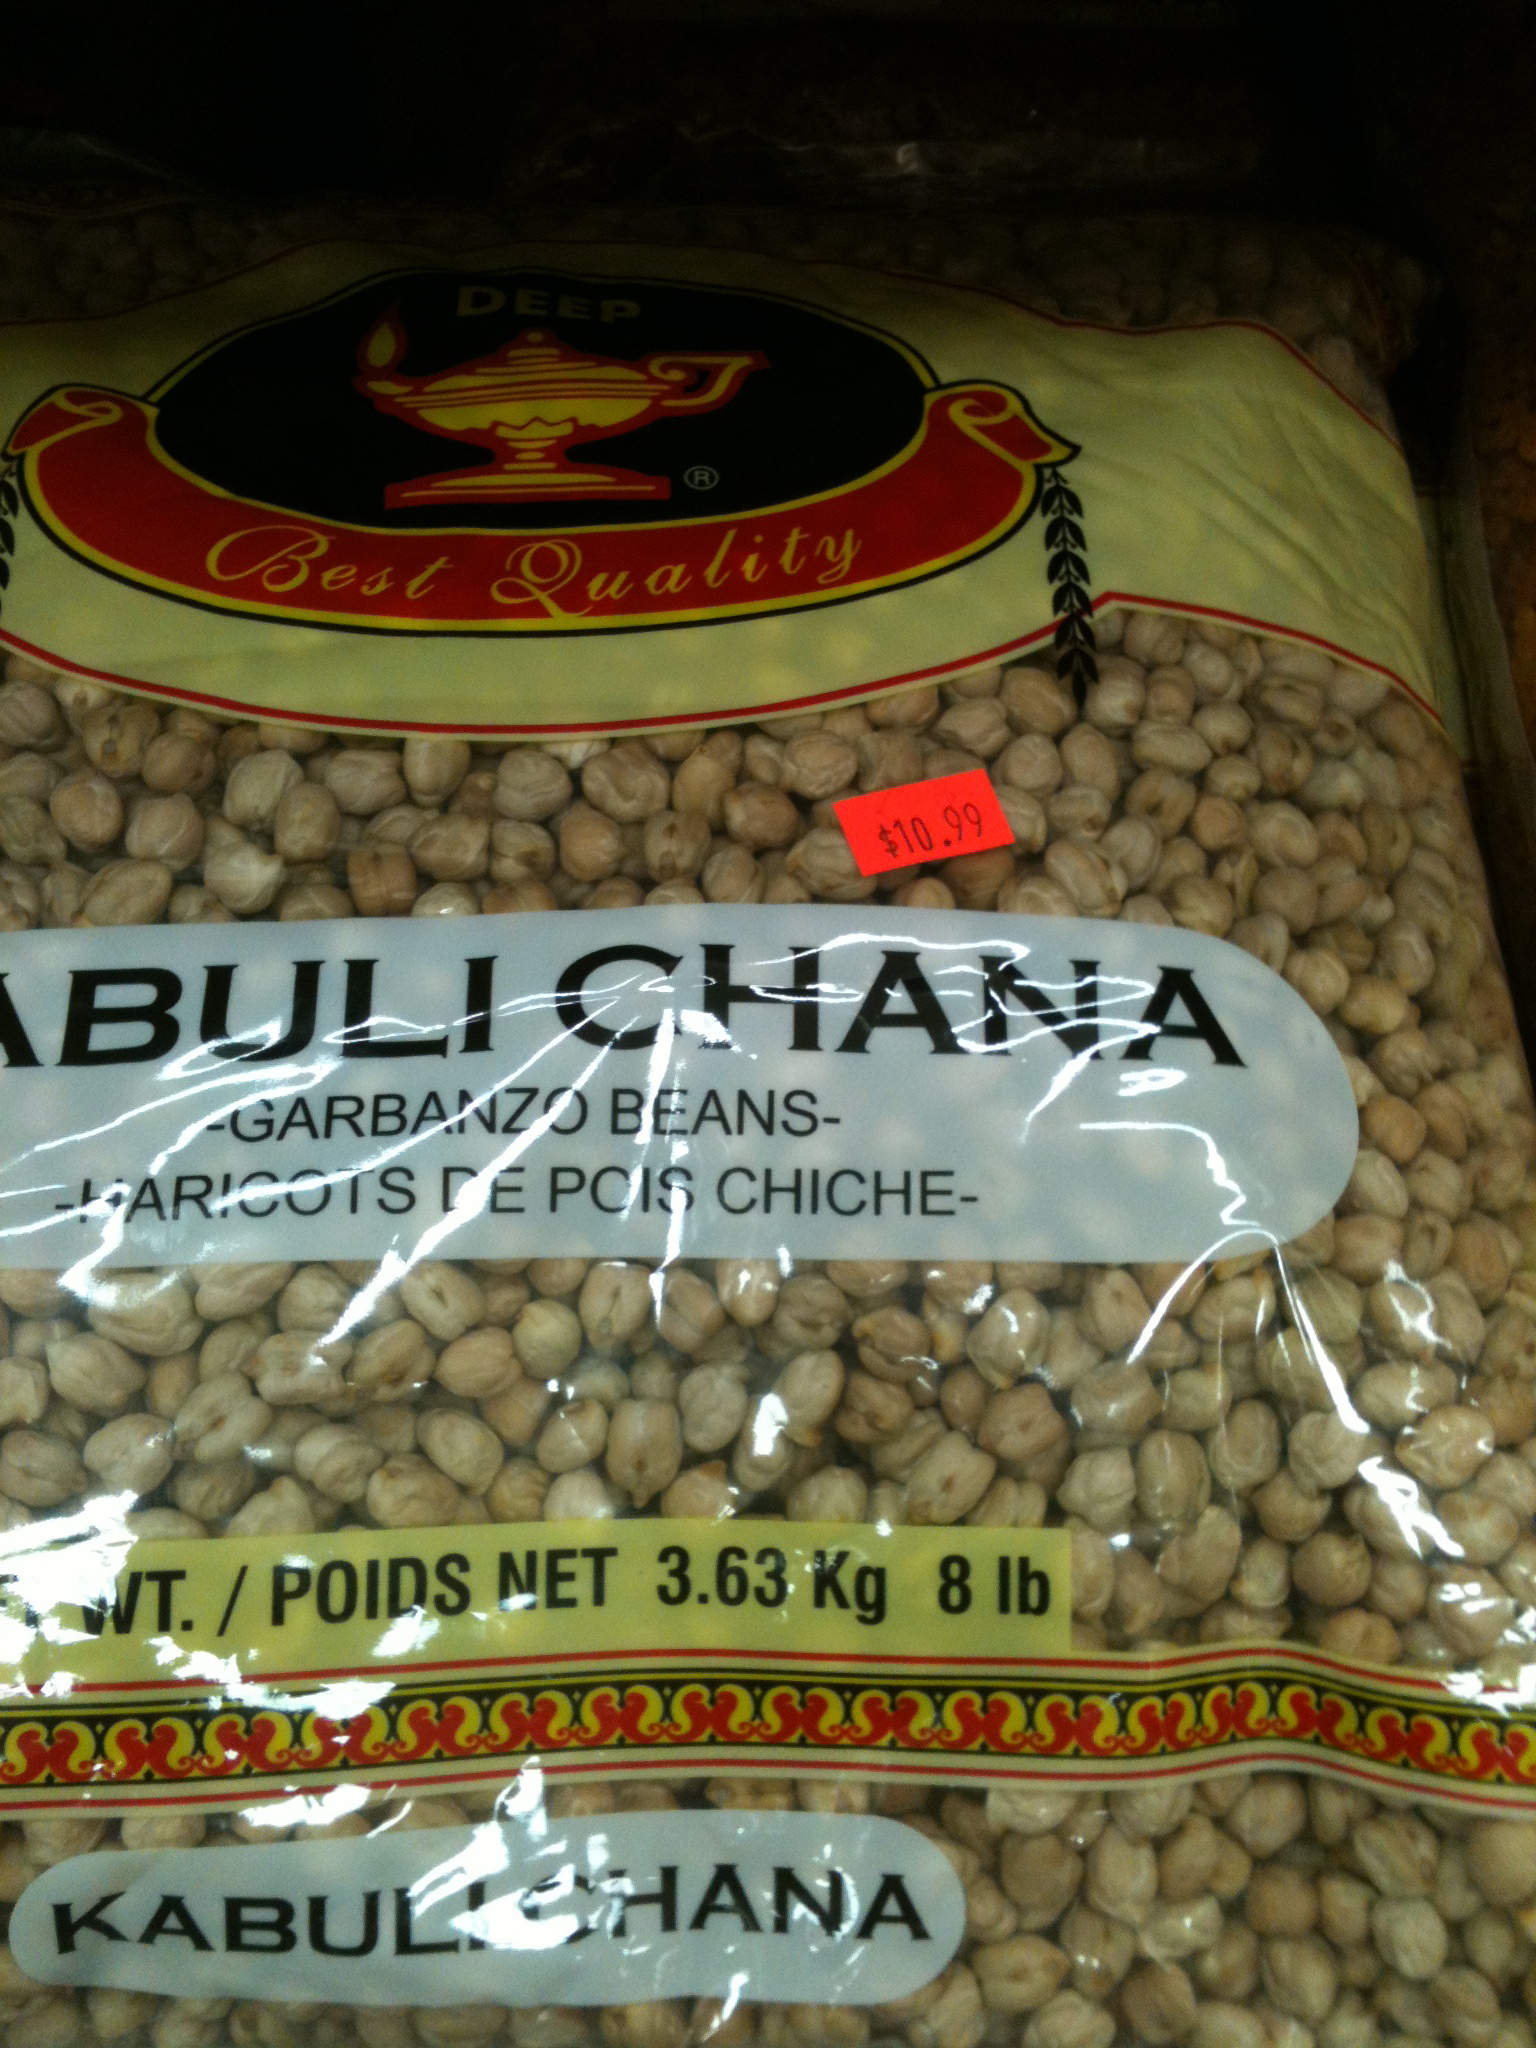 DEEP
®
Best Quality
$10.99
ABULI CHANA
-GARBANZO BEANS-
-HARICOTS DE POIS CHICHE-
WT. / POIDS NET 3.63 Kg 8 lb
KABULI CHANA